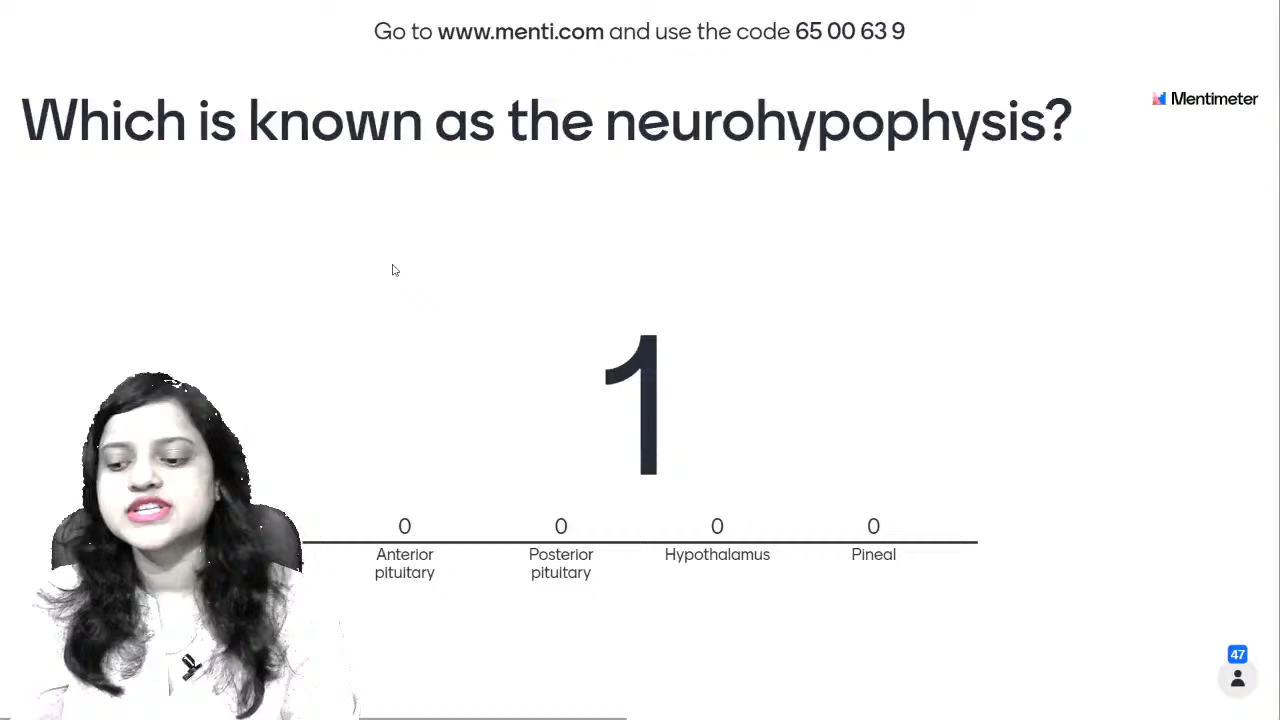 Go to www.menti.com and use the code 65 00 63 9
Which is known as the neurohypophysis?
Mentimeter
1
0 0 0 0
Anterior pituitary
Posterior pituitary
Hypothalamus
Pineal
47